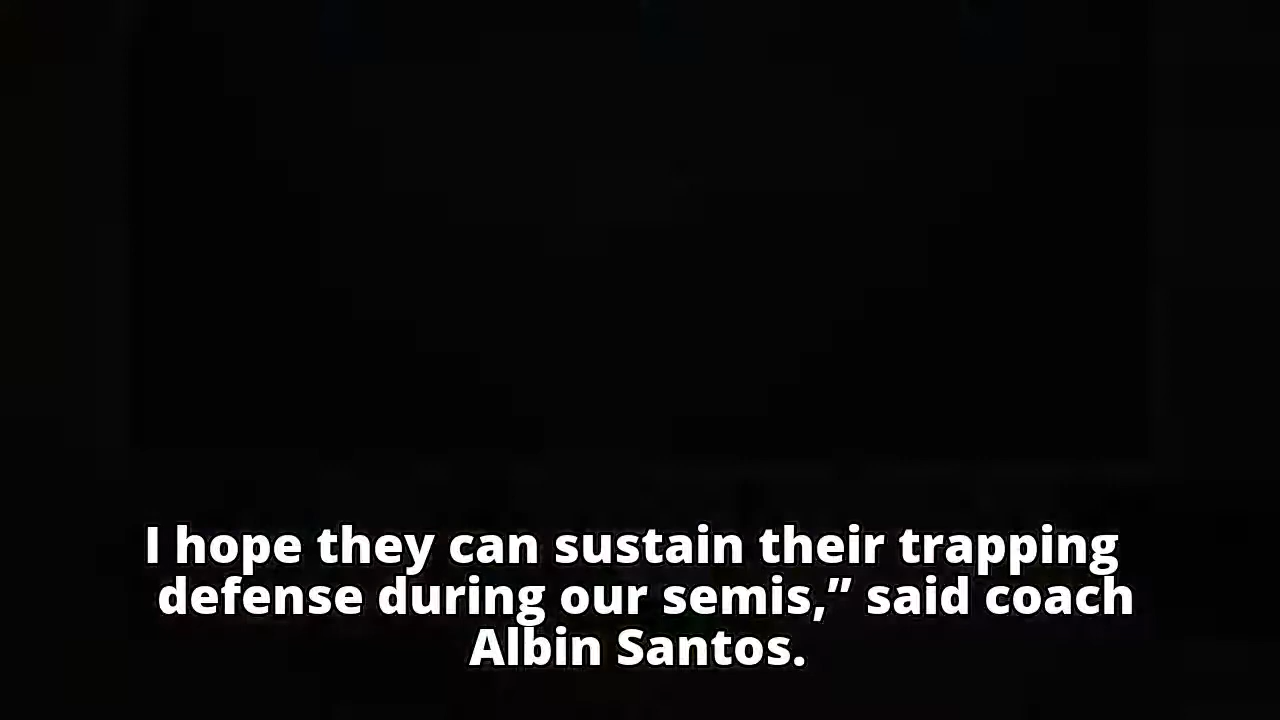 I hope they can sustain their trapping
defense during our semis,” said coach
Albin Santos.